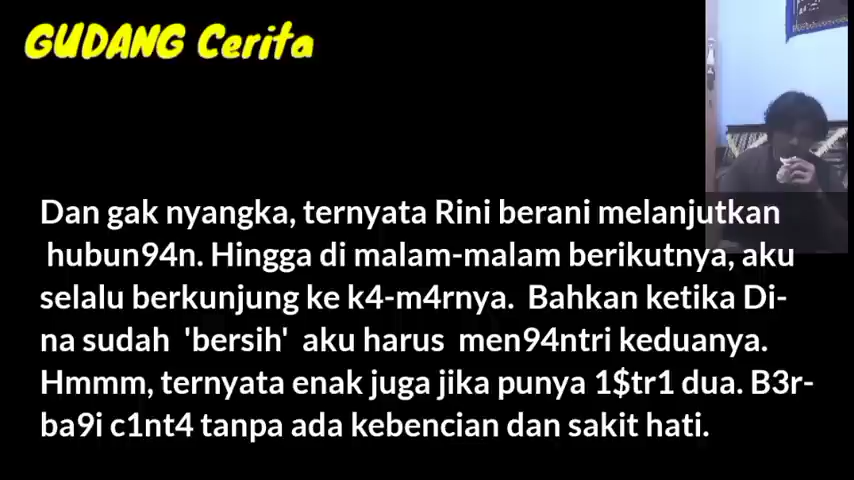 GUDANG Cerita
Dan gak nyangka, ternyata Rini berani melanjutkan
hubun94n. Hingga di malam-malam berikutnya, aku
selalu berkunjung ke k4-m4rnya. Bahkan ketika Di-
na sudah 'bersih' aku harus men94ntri keduanya.
Hmmm, ternyata enak juga jika punya 1$tr1 dua. B3r-
ba9i c1nt4 tanpa ada kebencian dan sakit hati.